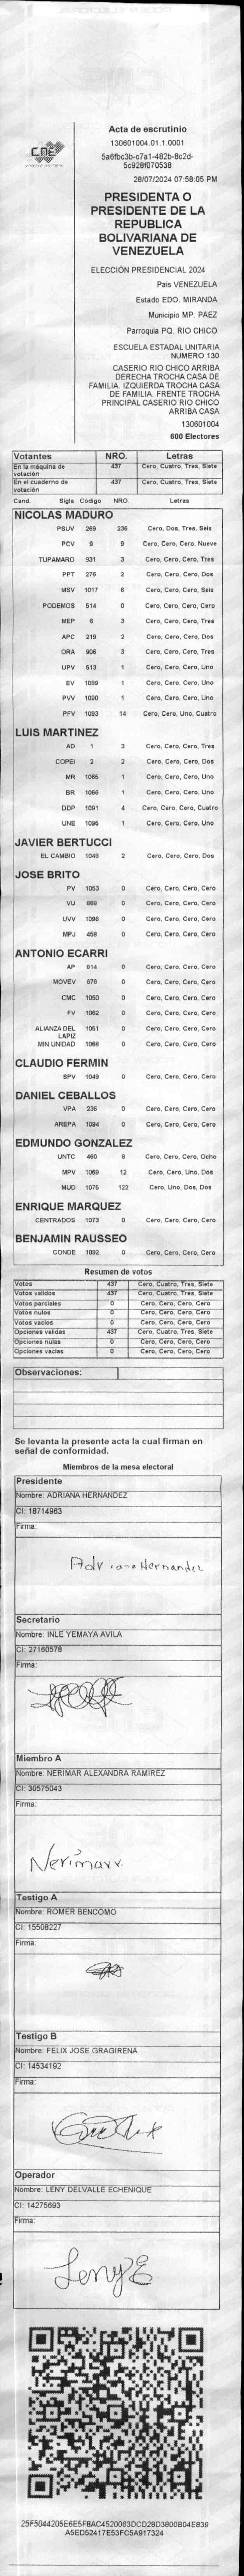 CNE
Acta de escrutinio
130601004.01.1.0001
5a6fbc3b-c7a1-482b-8c2d-
5c928f070538
28/07/2024 07:58:05 PM
PRESIDENTA O
PRESIDENTE DE LA
REPUBLICA
BOLIVARIANA DE
VENEZUELA
ELECCIÓN PRESIDENCIAL 2024
Pais VENEZUELA
Estado EDO. MIRANDA
Municipio MP. PAEZ
Parroquia PQ. RIO CHICO
ESCUELA ESTADAL UNITARIA
NUMERO 130
CASERIO RIO CHICO ARRIBA
DERECHA TROCHA CASA DE
FAMILIA. IZQUIERDA TROCHA CASA
DE FAMILIA. FRENTE TROCHA
PRINCIPAL CASERIO RIO CHICO
ARRIBA CASA
130601004
600 Electores
Votantes NRO. Letras
En la máquina de votación 437 Cero, Cuatro, Tres, Siete
En el cuaderno de votación 437 Cero, Cuatro, Tres, Siete
Cand. Sigla Código NRO. Letras
NICOLAS MADURO
PSUV 269 236 Cero, Dos, Tres, Seis
PCV 9 9 Cero, Cero, Cero, Nueve
TUPAMARO 931 3 Cero, Cero, Cero, Tres
PPT 276 2 Cero, Cero, Cero, Dos
MSV 1017 6 Cero, Cero, Cero, Seis
PODEMOS 514 0 Cero, Cero, Cero, Cero
MEP 6 3 Cero, Cero, Cero, Tres
APC 219 2 Cero, Cero, Cero, Dos
ORA 906 3 Cero, Cero, Cero, Tres
UPV 513 1 Cero, Cero, Cero, Uno
EV 1089 1 Cero, Cero, Cero, Uno
PVV 1090 1 Cero, Cero, Cero, Uno
PFV 1093 14 Cero, Cero, Uno, Cuatro
LUIS MARTINEZ
AD 1 3 Cero, Cero, Cero, Tres
COPEI 2 2 Cero, Cero, Cero, Dos
MR 1065 1 Cero, Cero, Cero, Uno
BR 1066 1 Cero, Cero, Cero, Uno
DDP 1091 4 Cero, Cero, Cero, Cuatro
UNE 1095 1 Cero, Cero, Cero, Uno
JAVIER BERTUCCI
EL CAMBIO 1048 2 Cero, Cero, Cero, Dos
JOSE BRITO
PV 1053 0 Cero, Cero, Cero, Cero
VU 869 0 Cero, Cero, Cero, Cero
UVV 1096 0 Cero, Cero, Cero, Cero
MPJ 458 0 Cero, Cero, Cero, Cero
ANTONIO ECARRI
AP 814 0 Cero, Cero, Cero, Cero
MOVEV 878 0 Cero, Cero, Cero, Cero
CMC 1050 0 Cero, Cero, Cero, Cero
FV 1062 0 Cero, Cero, Cero, Cero
ALIANZA DEL LAPIZ 1051 0 Cero, Cero, Cero, Cero
MIN UNIDAD 1068 0 Cero, Cero, Cero, Cero
CLAUDIO FERMIN
SPV 1049 0 Cero, Cero, Cero, Cero
DANIEL CEBALLOS
VPA 236 0 Cero, Cero, Cero, Cero
AREPA 1094 0 Cero, Cero, Cero, Cero
EDMUNDO GONZALEZ
UNTC 460 8 Cero, Cero, Cero, Ocho
MPV 1069 12 Cero, Cero, Uno, Dos
MUD 1075 122 Cero, Uno, Dos, Dos
ENRIQUE MARQUEZ
CENTRADOS 1073 0 Cero, Cero, Cero, Cero
BENJAMIN RAUSSEO
CONDE 1092 0 Cero, Cero, Cero, Cero
Resumen de votos
Votos 437 Cero, Cuatro, Tres, Siete
Votos validos 437 Cero, Cuatro, Tres, Siete
Votos parciales 0 Cero, Cero, Cero, Cero
Votos nulos 0 Cero, Cero, Cero, Cero
Votos vacios 0 Cero, Cero, Cero, Cero
Opciones validas 437 Cero, Cuatro, Tres, Siete
Opciones nulas 0 Cero, Cero, Cero, Cero
Opciones vacias 0 Cero, Cero, Cero, Cero
Observaciones:
Se levanta la presente acta la cual firman en
señal de conformidad.
Miembros de la mesa electoral
Presidente
Nombre: ADRIANA HERNANDEZ
CI: 18714963
Firma:
Adriana Hernandez
Secretario
Nombre: INLE YEMAYA AVILA
CI: 27160578
Firma:
Miembro A
Nombre: NERIMAR ALEXANDRA RAMIREZ
CI: 30575043
Firma:
Nerimarr.
Testigo A
Nombre: ROMER BENCOMO
CI: 15508227
Firma:
Testigo B
Nombre: FELIX JOSE GRAGIRENA
CI: 14534192
Firma:
Operador
Nombre: LENY DELVALLE ECHENIQUE
CI: 14275693
Firma:
Leny E
25F5044205E6E5F8AC4520063DCD28D3800B04E839
A5ED52417E53FC5A917324